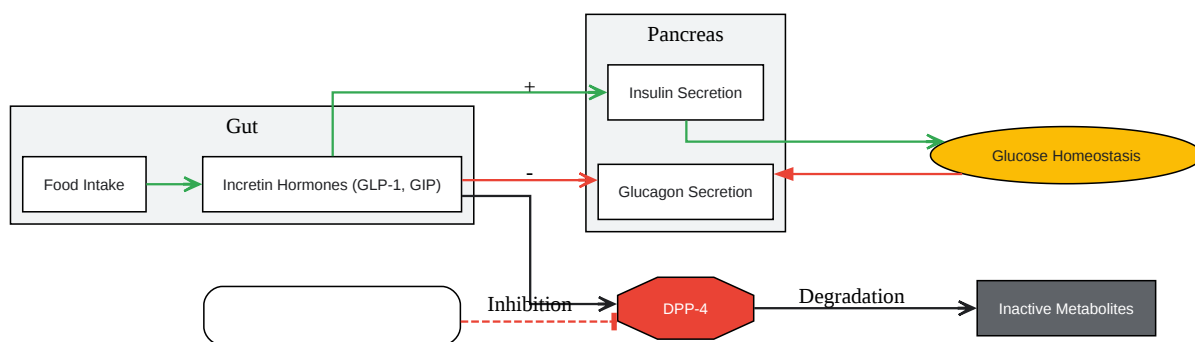 Pancreas
+
Insulin Secretion
Gut
Glucose Homeostasis
Food Intake
Incretin Hormones (GLP-1, GIP)
-
Glucagon Secretion
Inhibition
DPP-4
Degradation
Inactive Metabolites